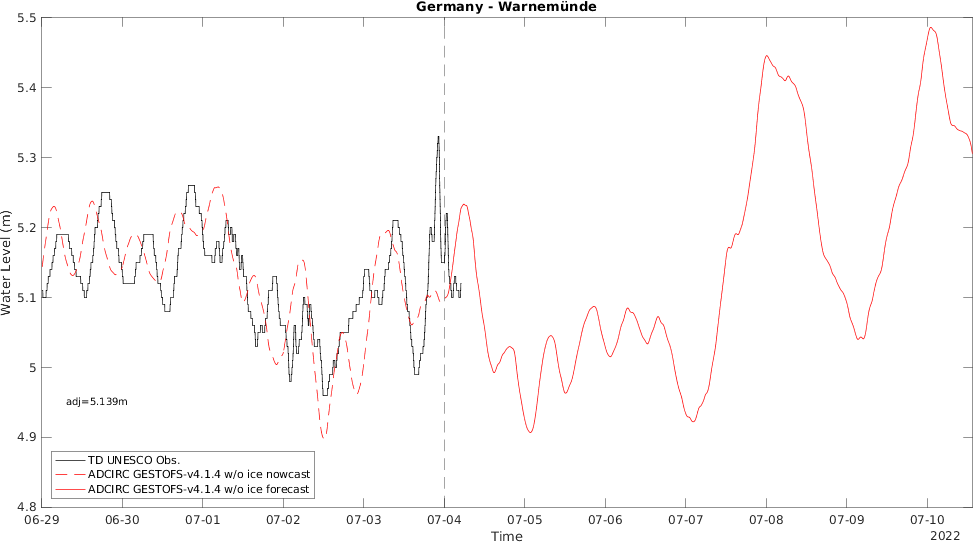 Germany - Warnemünde
5.5
5.4
5.3
5.2
5.1
5
4.9
4.8
Water Level (m)
adj=5.139m
TD UNESCO Obs.
ADCIRC GESTOFS-v4.1.4 w/o ice nowcast
ADCIRC GESTOFS-v4.1.4 w/o ice forecast
06-29 06-30 07-01 07-02 07-03 07-04 07-05 07-06 07-07 07-08 07-09 07-10
Time
2022